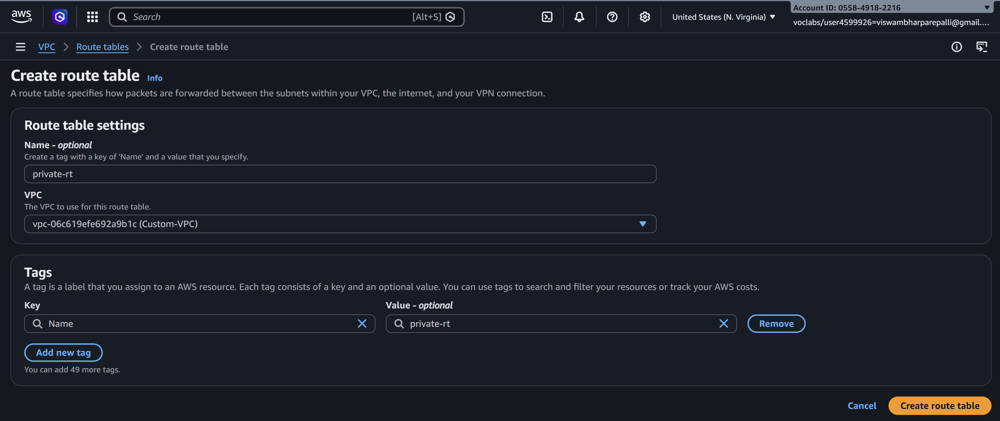 aws
Search [Alt+S]
United States (N. Virginia)
Account ID: 0558-4918-2216
voclabs/user4599926=viswambharparepalli@gmail....
VPC Route tables Create route table
Create route table Info
A route table specifies how packets are forwarded between the subnets within your VPC, the internet, and your VPN connection.
Route table settings
Name - optional
Create a tag with a key of 'Name' and a value that you specify.
private-rt
VPC
The VPC to use for this route table.
vpc-06c619efe692a9b1c (Custom-VPC)
Tags
A tag is a label that you assign to an AWS resource. Each tag consists of a key and an optional value. You can use tags to search and filter your resources or track your AWS costs.
Key Value - optional
Name private-rt Remove
Add new tag
You can add 49 more tags.
Cancel Create route table